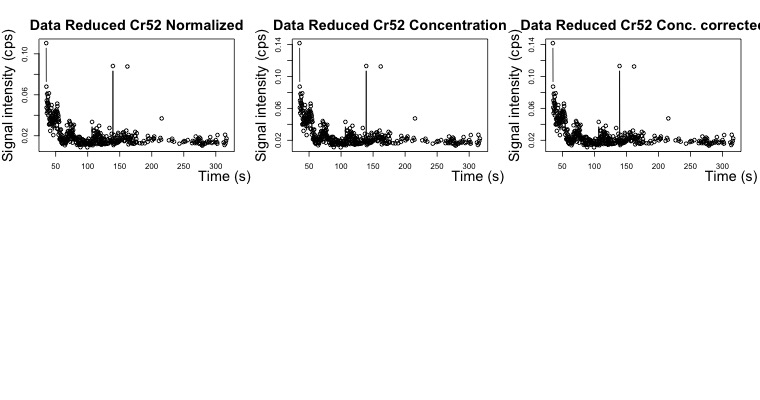 Data Reduced Cr52 Normalized
Signal intensity (cps)
0.02 0.06 0.10
50 100 150 200 250 300
Time (s)
Data Reduced Cr52 Concentration
Signal intensity (cps)
0.02 0.06 0.10 0.14
50 100 150 200 250 300
Time (s)
Data Reduced Cr52 Conc. corrected
Signal intensity (cps)
0.02 0.06 0.10 0.14
50 100 150 200 250 300
Time (s)